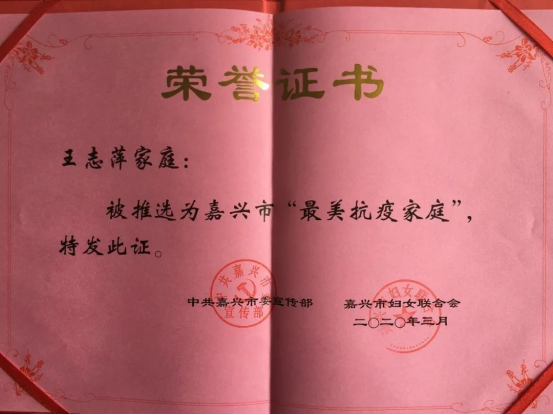 荣誉证书
王志萍家庭：
被推选为嘉兴市“最美抗疫家庭”，
特发此证。
中共嘉兴市委宣传部 嘉兴市妇女联合会
二〇二〇年三月